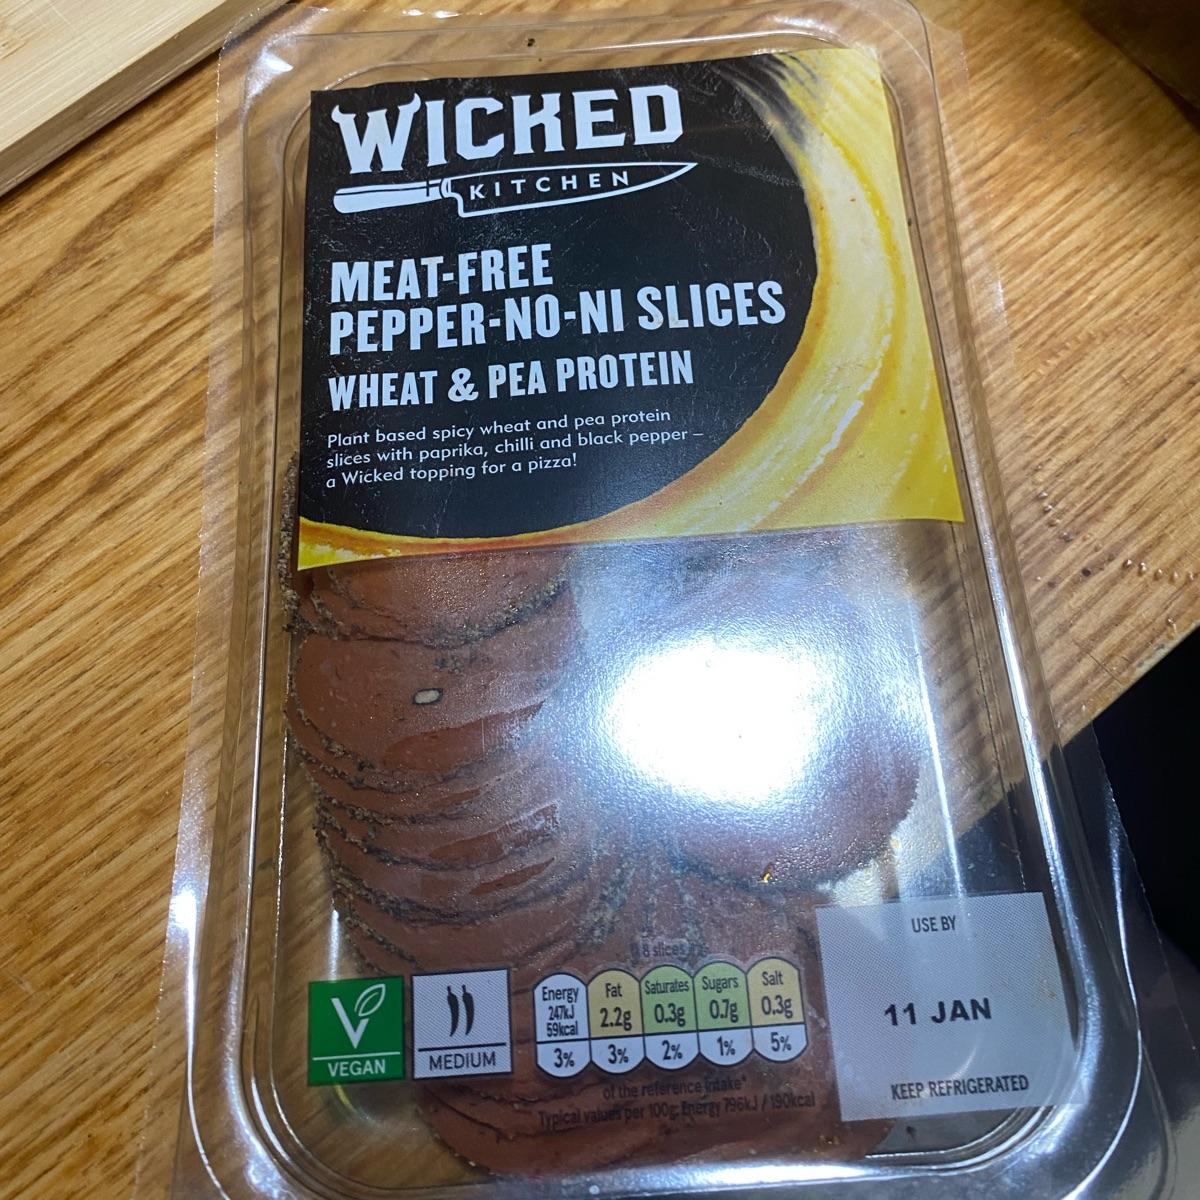 WICKED
KITCHEN
MEAT-FREE
PEPPER-NO-NI SLICES
WHEAT & PEA PROTEIN
Plant based spicy wheat and pea protein
slices with paprika, chilli and black pepper –
a Wicked topping for a pizza!
USE BY
11 JAN
KEEP REFRIGERATED
V
VEGAN
MEDIUM
8 slices
Energy Fat Saturates Sugars Salt
247kJ
59kcal 2.2g 0.3g 0.7g 0.3g
3% 3% 2% 1% 5%
of the reference intake*
Typical values per 100g: Energy 796kJ / 190kcal